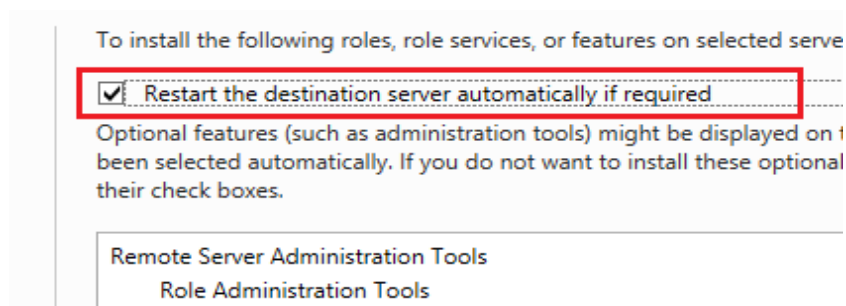 To install the following roles, role services, or features on selected serve
Restart the destination server automatically if required
Optional features (such as administration tools) might be displayed on
been selected automatically. If you do not want to install these optional
their check boxes.
Remote Server Administration Tools
Role Administration Tools